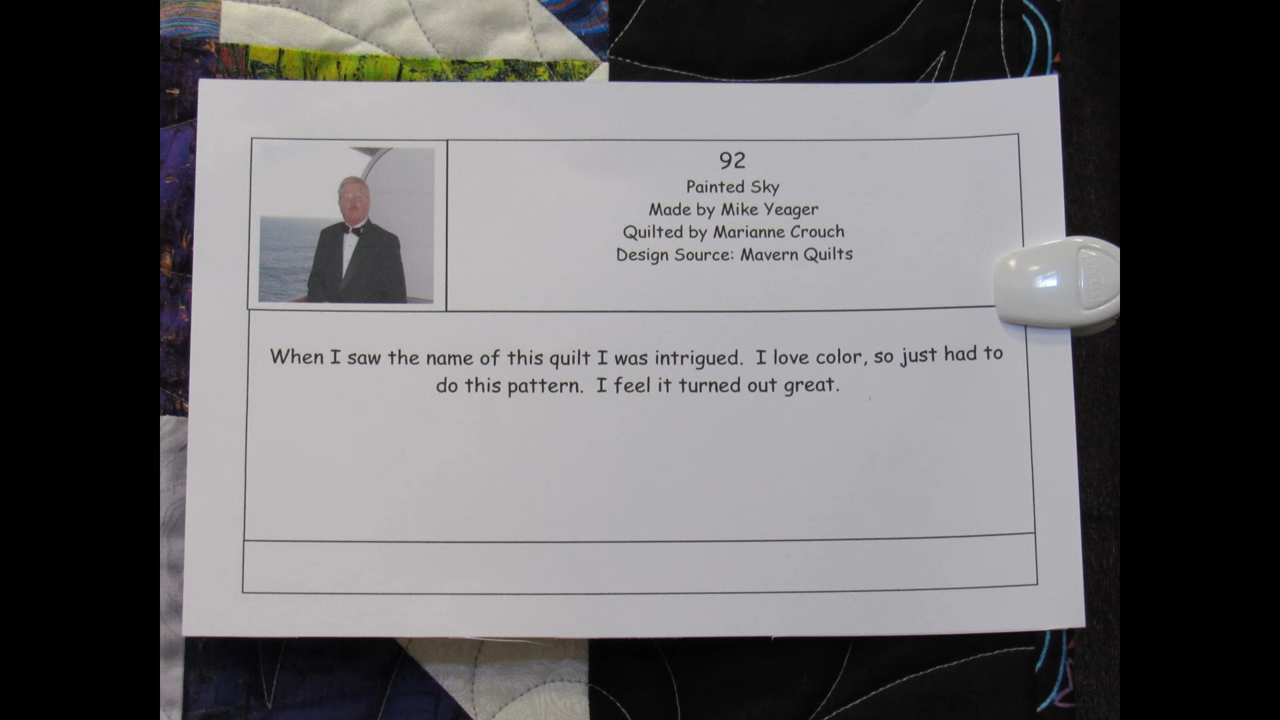 92
Painted Sky
Made by Mike Yeager
Quilted by Marianne Crouch
Design Source: Mavern Quilts
When I saw the name of this quilt I was intrigued.  I love color, so just had to
do this pattern.  I feel it turned out great.